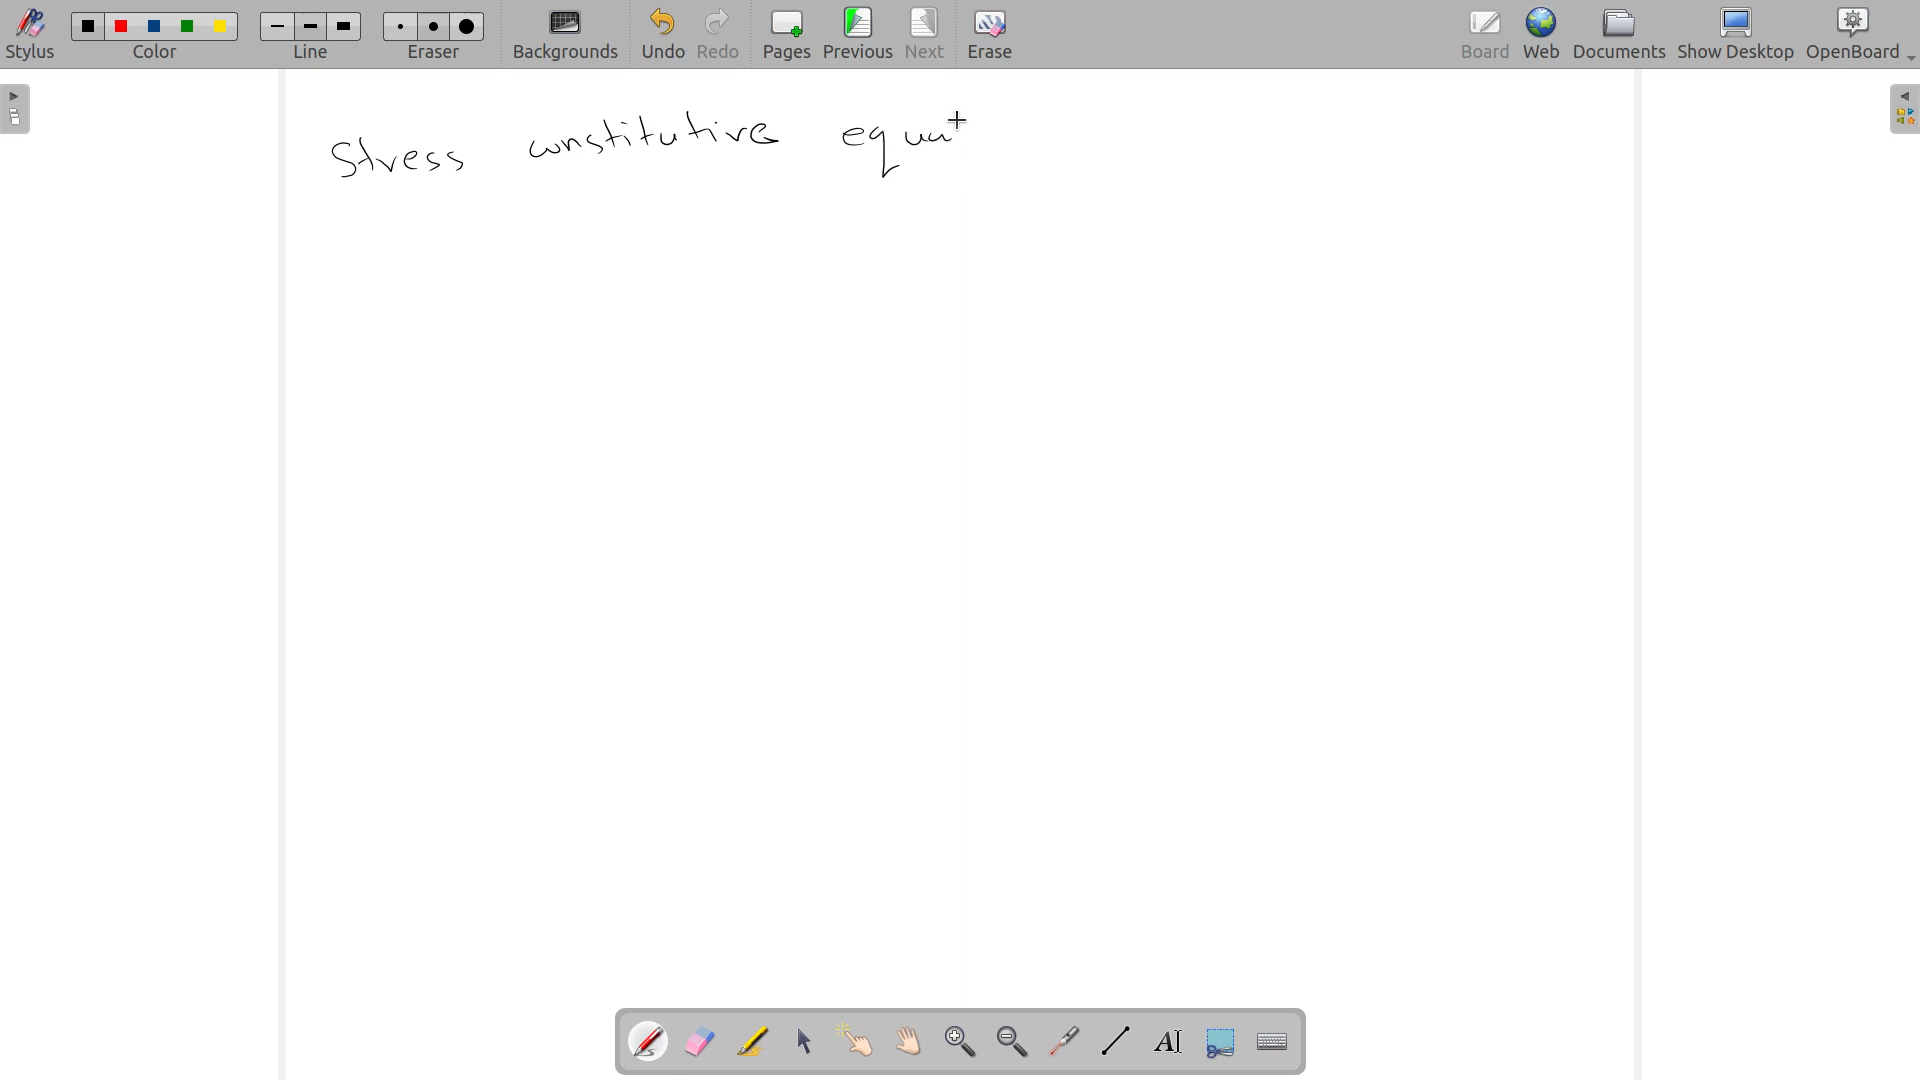 Stylus Color Line Eraser Backgrounds Undo Redo Pages Previous Next Erase Board Web Documents Show Desktop OpenBoard
Stress constitutive equa